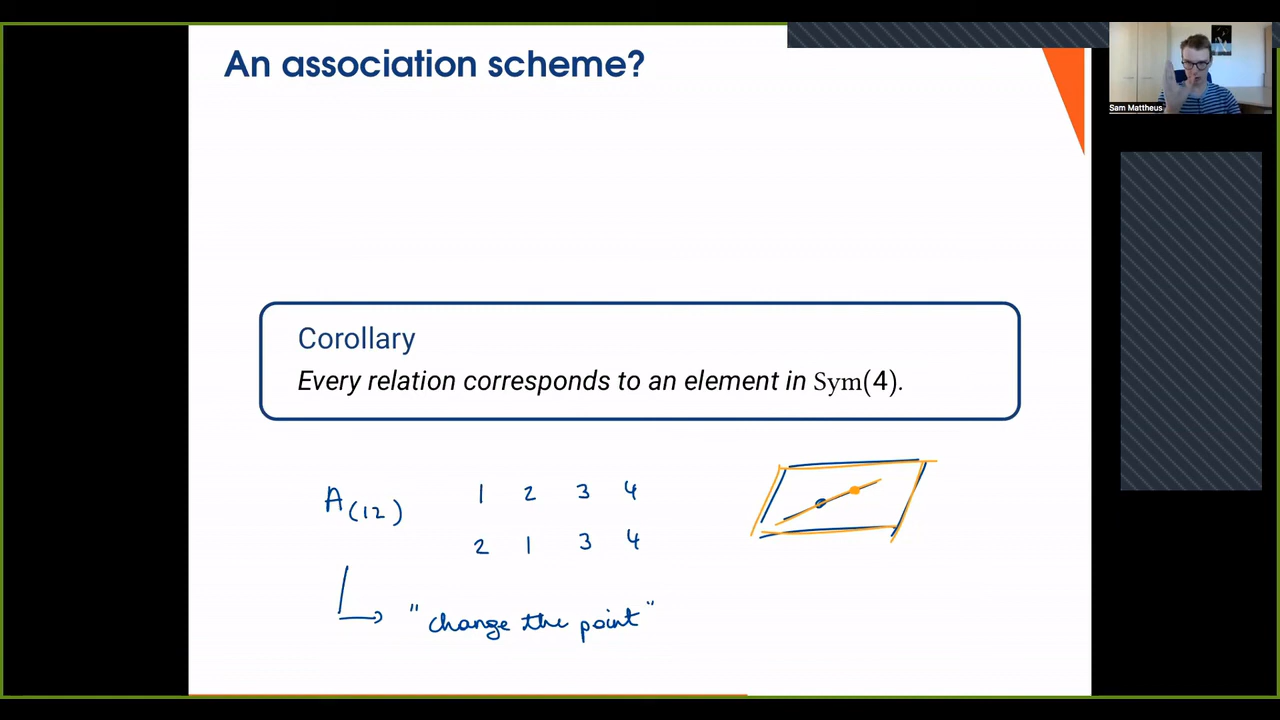 An association scheme?
Sam Mattheus
Corollary
Every relation corresponds to an element in Sym(4).
A(12) 1 2 3 4
2 1 3 4
"change the point"